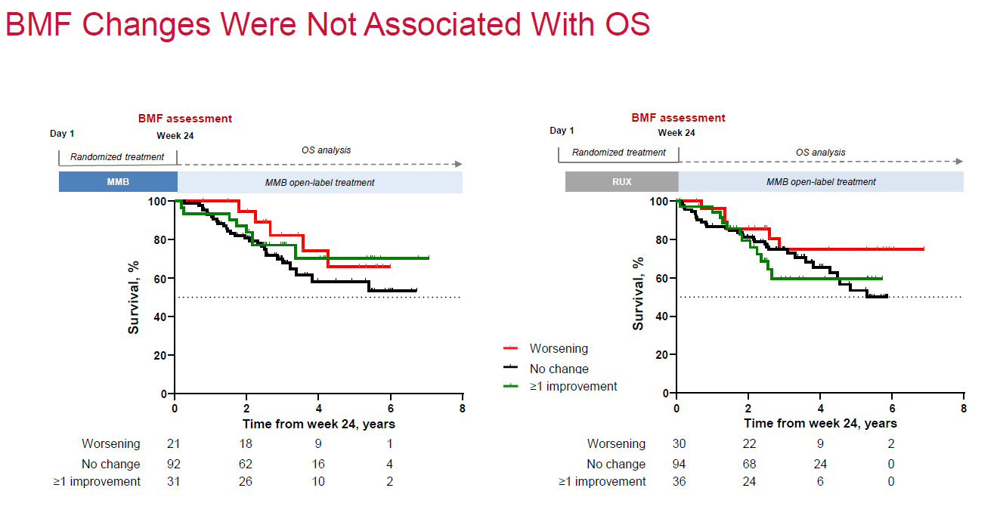 BMF Changes Were Not Associated With OS
BMF assessment
Day 1
Week 24
Randomized treatment
OS analysis
MMB
MMB open-label treatment
100
80
60
40
20
0
Survival, %
0 2 4 6 8
Time from week 24, years
Worsening 21 18 9 1
No change 92 62 16 4
≥1 improvement 31 26 10 2
Worsening
No change
≥1 improvement
BMF assessment
Day 1
Week 24
Randomized treatment
OS analysis
RUX
MMB open-label treatment
100
80
60
40
20
0
Survival, %
0 2 4 6 8
Time from week 24, years
Worsening 30 22 9 2
No change 94 68 24 0
≥1 improvement 36 24 6 0